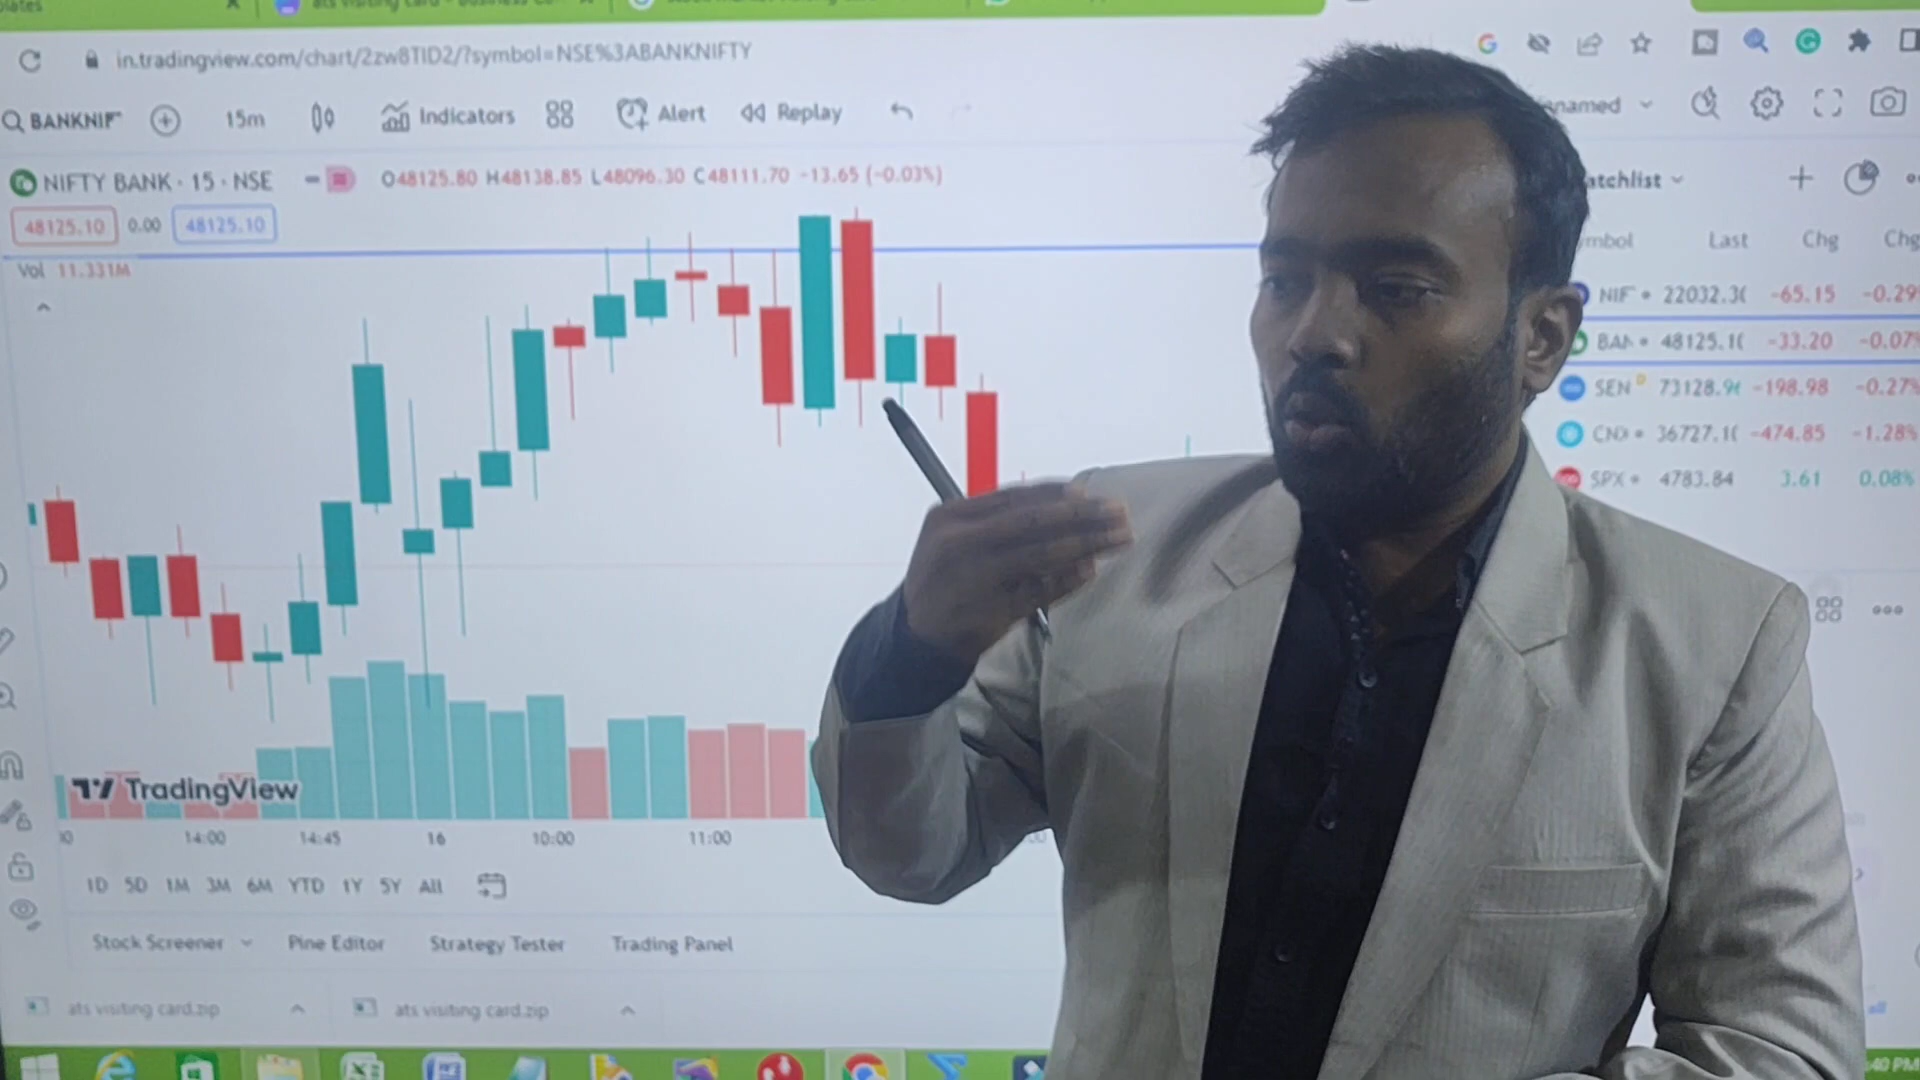 in.tradingview.com/chart/2zw8TID2/?symbol=NSE%3ABANKNIFTY
BANKNIF
15m
Indicators
Alert
Replay
NIFTY BANK · 15 · NSE
O48125.80 H48138.85 L48096.30 C48111.70 -13.65 (-0.03%)
48125.10 0.00 48125.10
Vol 11.331M
Last Chg Chg
NIF 22032.3 -65.15 -0.29
48125.1 -33.20 -0.07%
SEN 73128.9 -198.98 -0.27%
36727.1 -474.85 -1.28%
SPX 4783.84 3.61 0.08%
TradingView
14:00 14:45 16 10:00 11:00
1D 5D 1M 3M 6M YTD 1Y 5Y All
Stock Screener Pine Editor Strategy Tester Trading Panel
ats visiting card.zip ats visiting card.zip